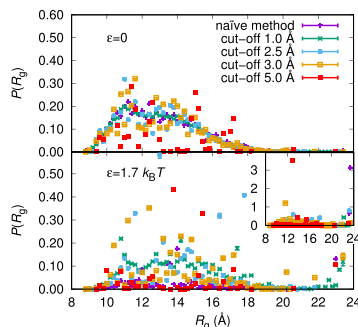 0.60
0.50
0.40
0.30
0.20
0.10
0.00
P(Rg)
ε=0
naïve method
cut-off 1.0 Å
cut-off 2.5 Å
cut-off 3.0 Å
cut-off 5.0 Å
0.50
0.40
0.30
0.20
0.10
0.00
P(Rg)
ε=1.7 kBT
3
2
1
0
8 12 16 20 24
8 10 12 14 16 18 20 22 24
Rg (Å)